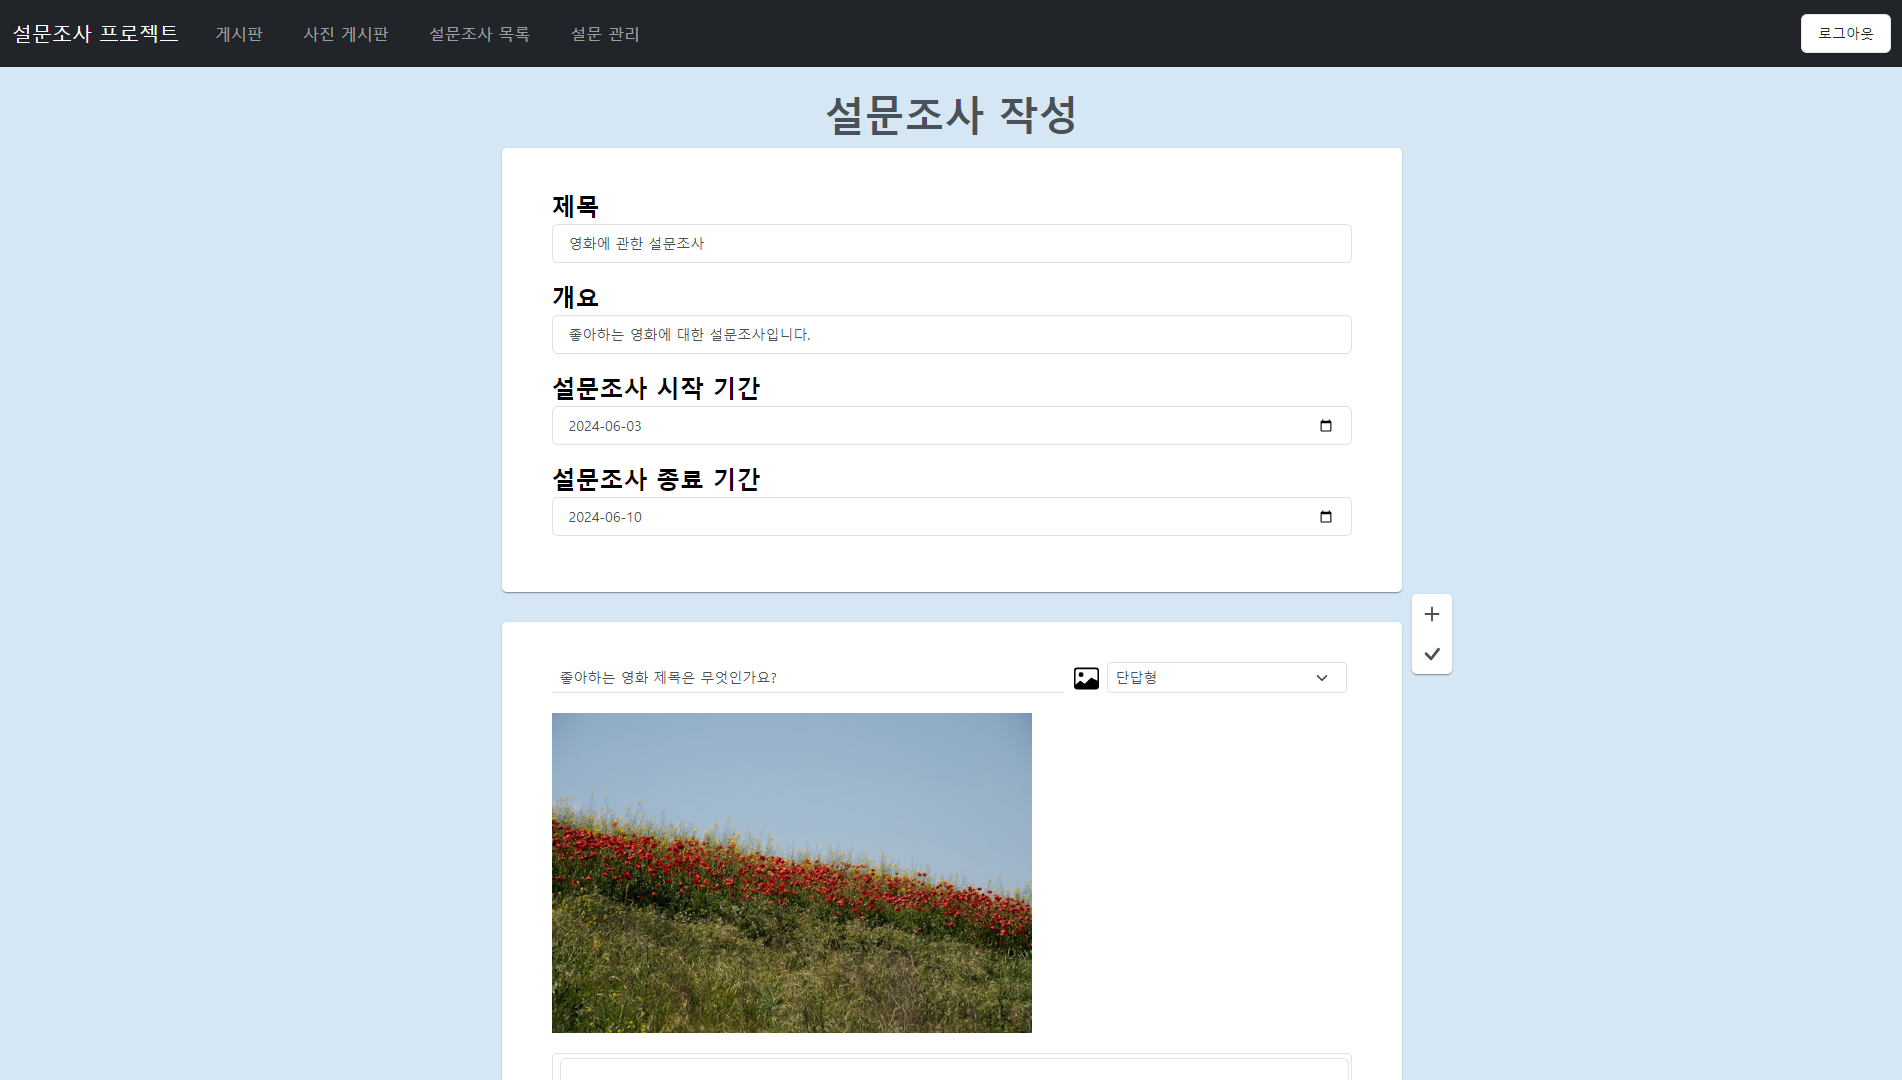 설문조사 프로젝트 게시판 사진 게시판 설문조사 목록 설문 관리 로그아웃
설문조사 작성
제목
영화에 관한 설문조사
개요
좋아하는 영화에 대한 설문조사입니다.
설문조사 시작 기간
2024-06-03
설문조사 종료 기간
2024-06-10
좋아하는 영화 제목은 무엇인가요? 단답형